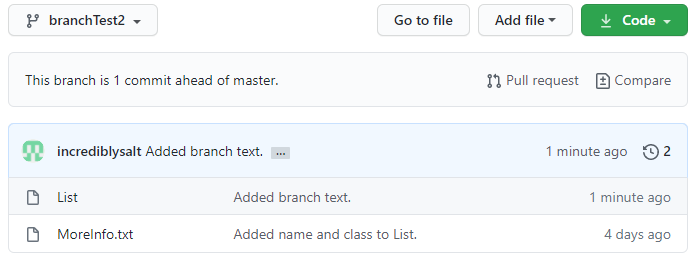 branchTest2 Go to file Add file Code
This branch is 1 commit ahead of master. Pull request Compare
incrediblysalt Added branch text. ... 1 minute ago 2
List Added branch text. 1 minute ago
MoreInfo.txt Added name and class to List. 4 days ago